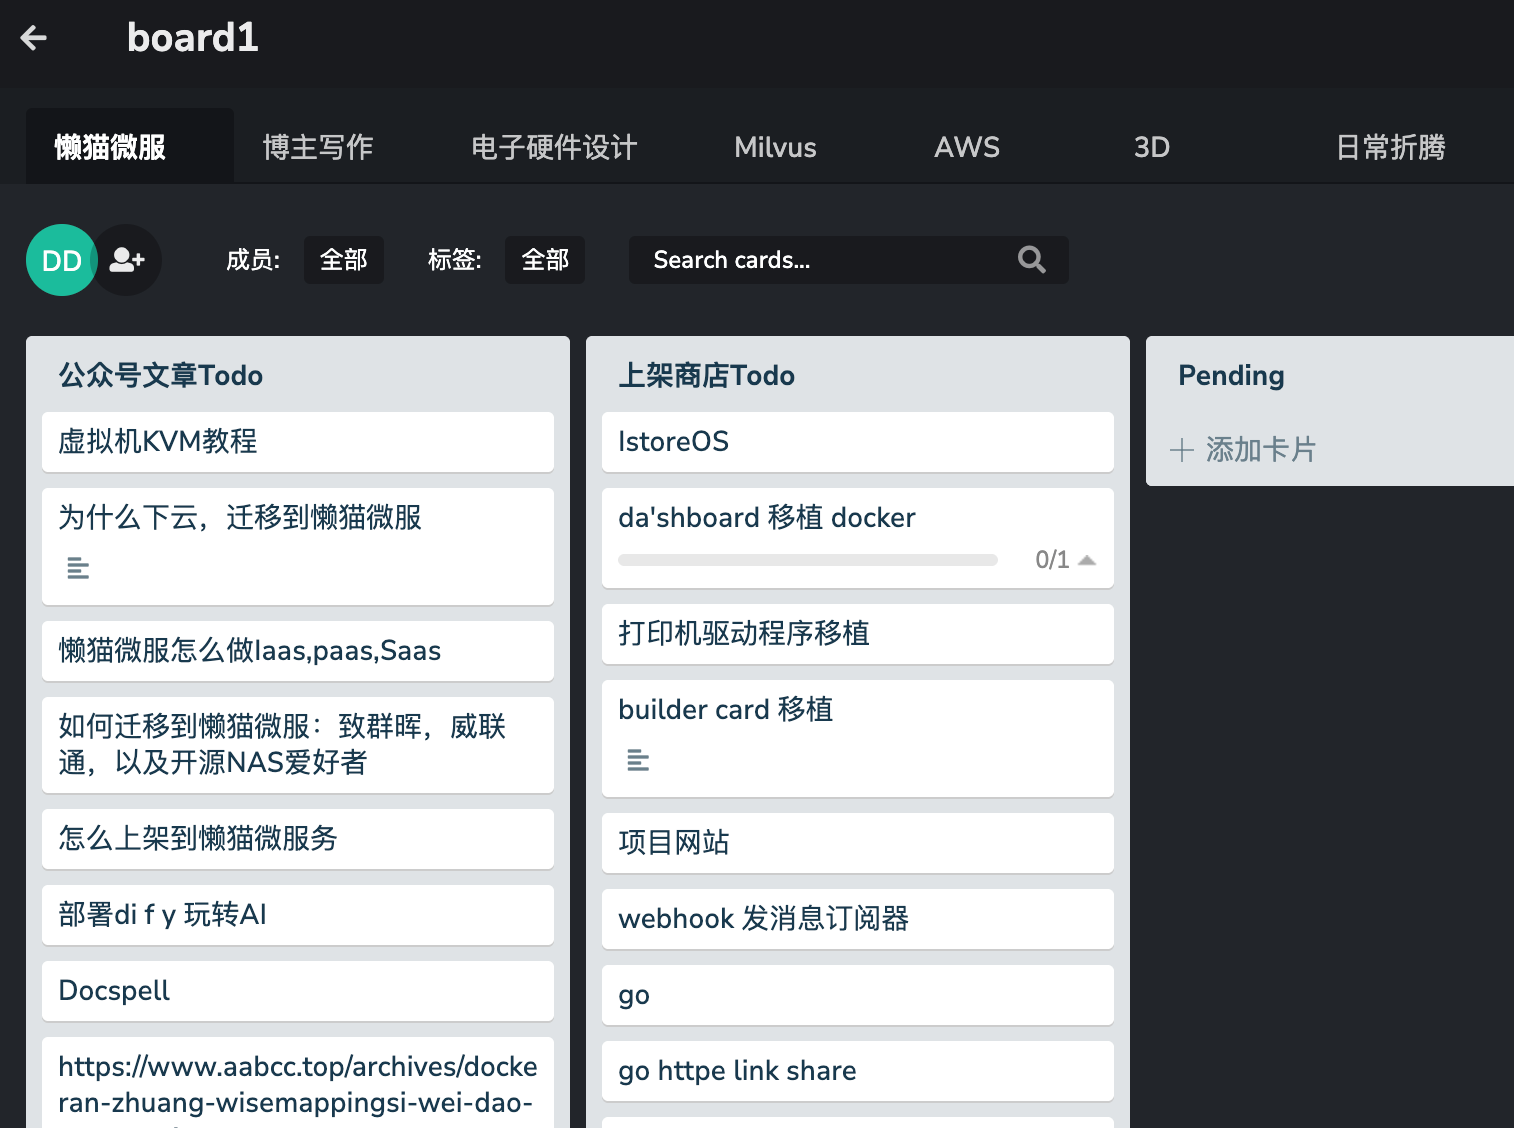 board1
懒猫微服 博主写作 电子硬件设计 Milvus AWS 3D 日常折腾
DD 成员: 全部 标签: 全部 Search cards...
公众号文章Todo
虚拟机KVM教程
为什么下云，迁移到懒猫微服
懒猫微服怎么做Iaas,paas,Saas
如何迁移到懒猫微服：致群晖，威联
通，以及开源NAS爱好者
怎么上架到懒猫微服务
部署di f y 玩转AI
Docspell
https://www.aabcc.top/archives/docke
ran-zhuang-wisemappingsi-wei-dao-
上架商店Todo
IstoreOS
da'shboard 移植 docker
0/1
打印机驱动程序移植
builder card 移植
项目网站
webhook 发消息订阅器
go
go httpe link share
Pending
添加卡片